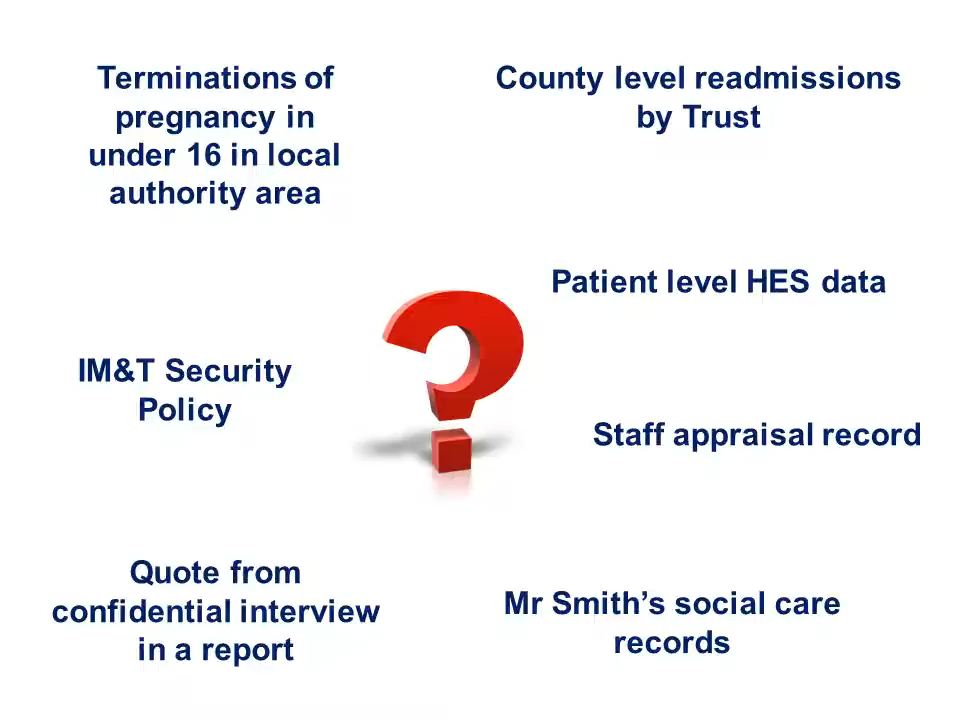 Terminations of
pregnancy in
under 16 in local
authority area
County level readmissions
by Trust
Patient level HES data
IM&T Security
Policy
Staff appraisal record
Quote from
confidential interview
in a report
Mr Smith’s social care
records